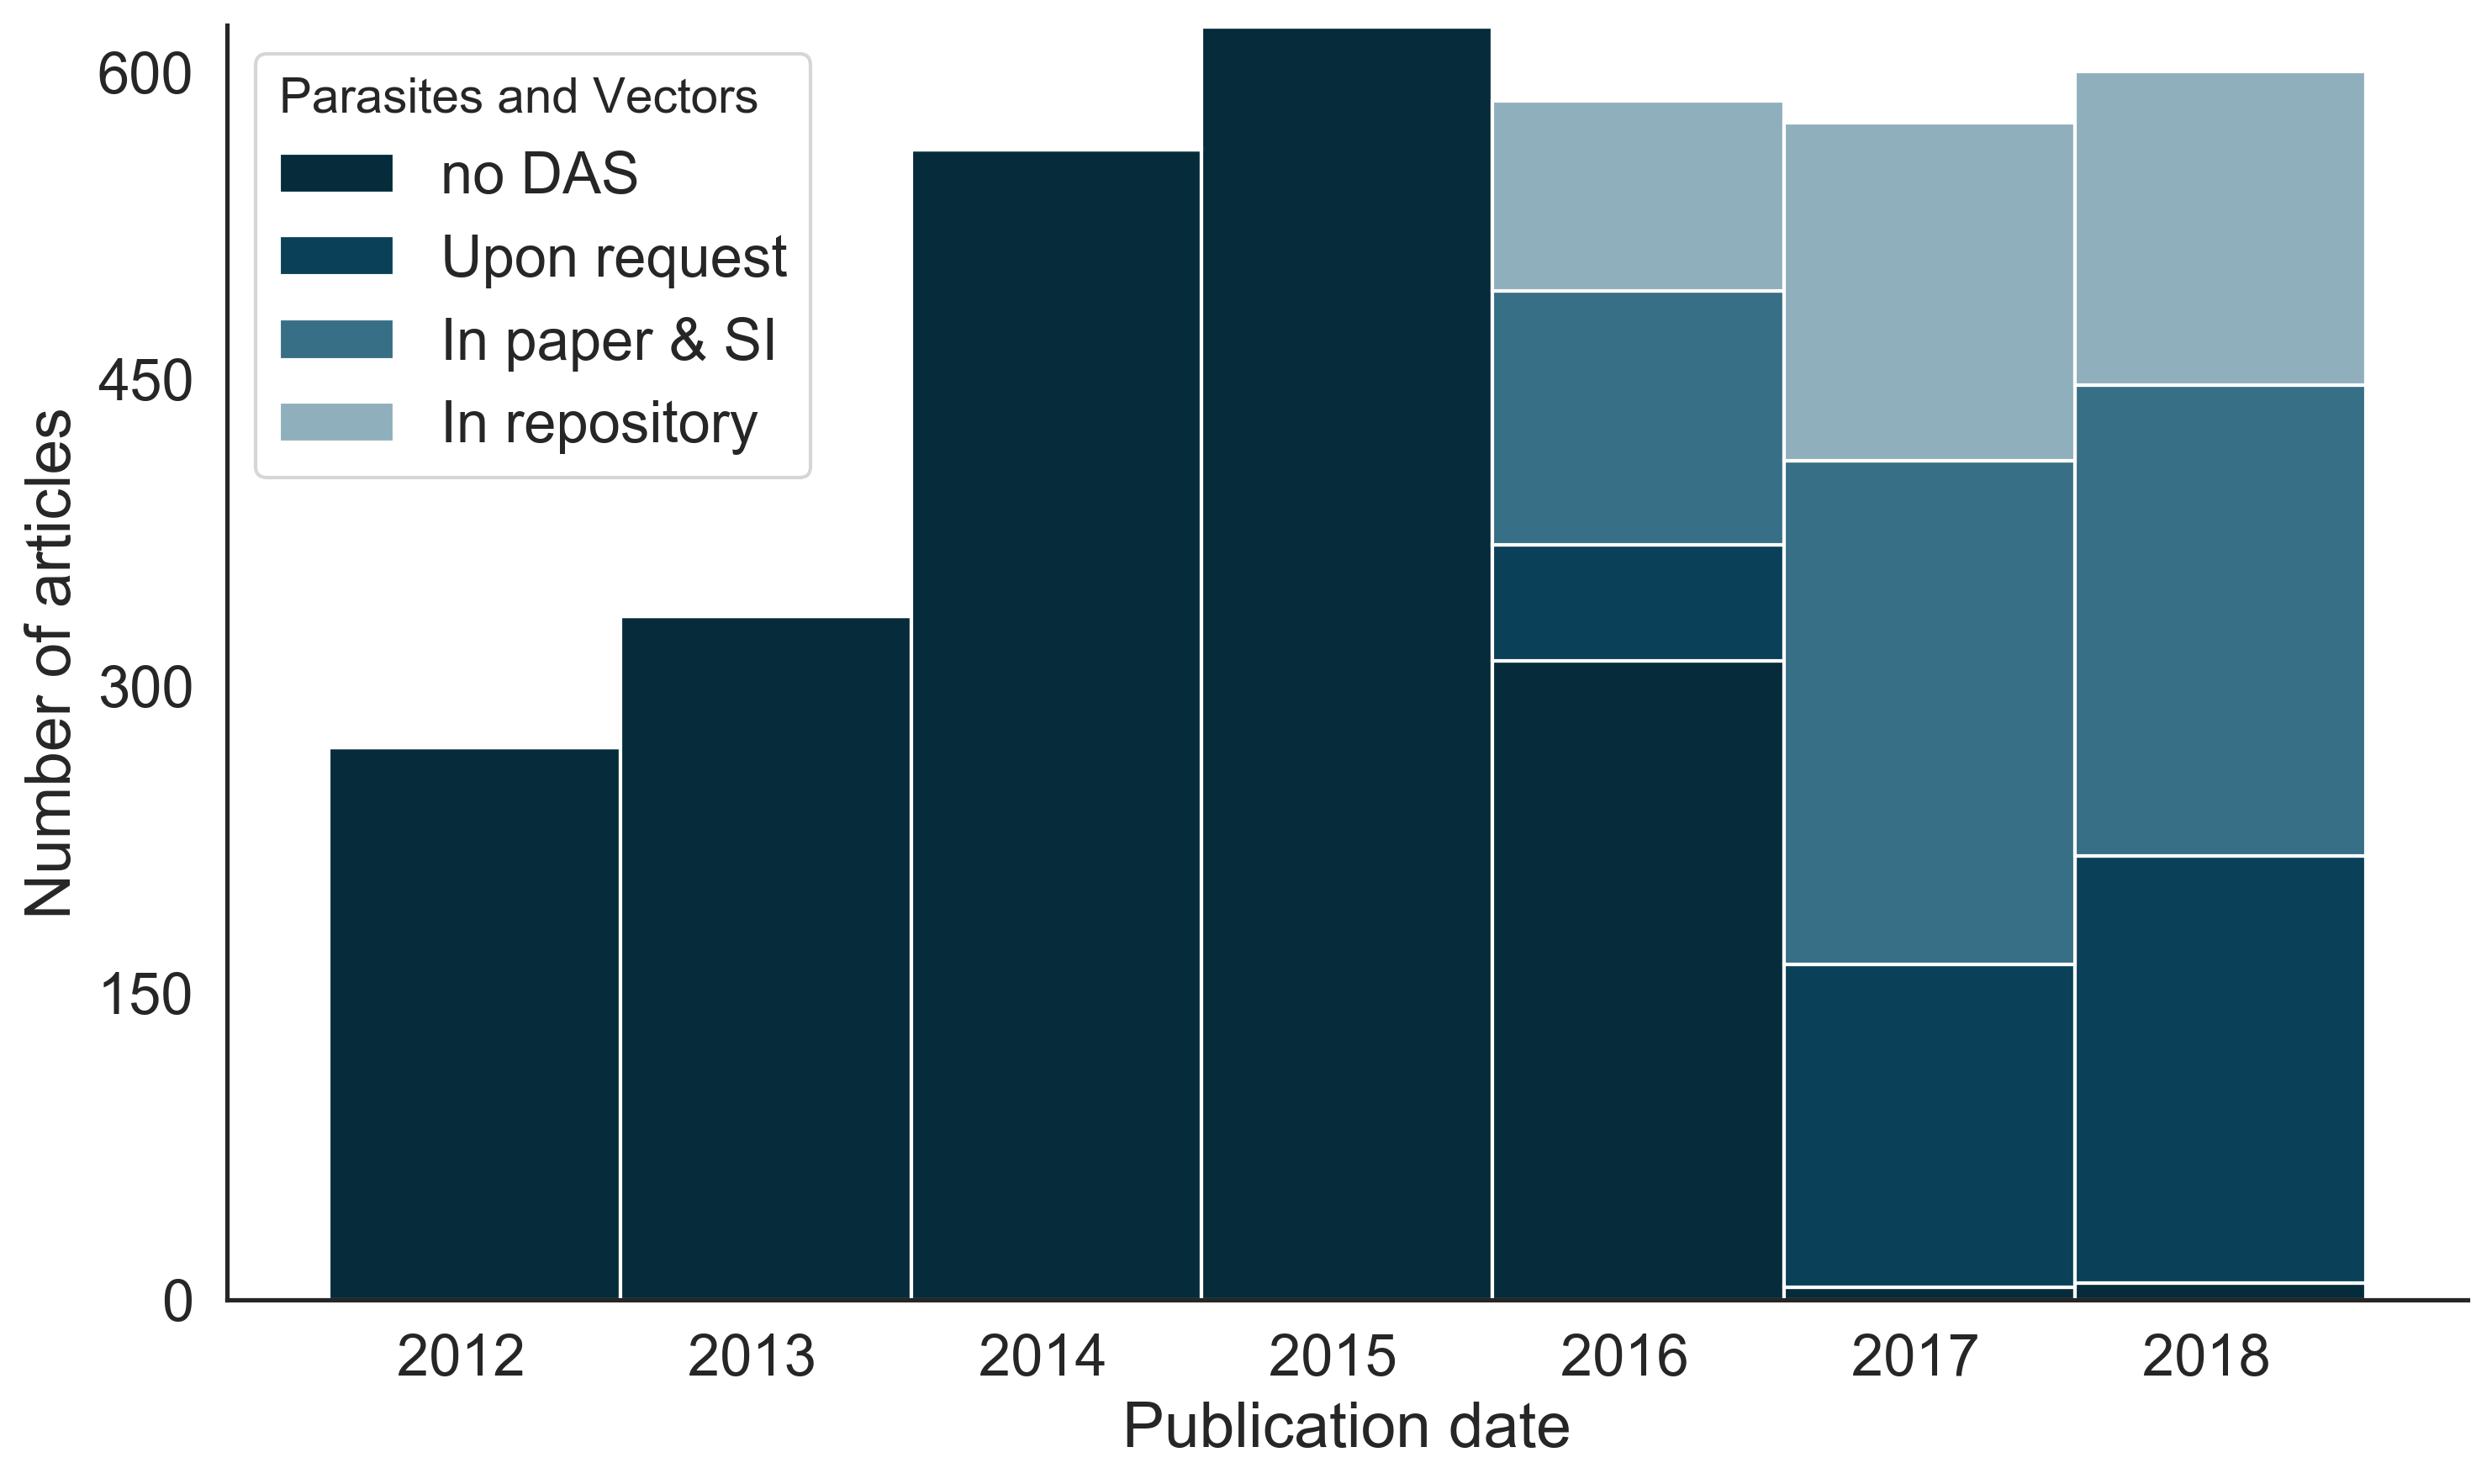 Parasites and Vectors
no DAS
Upon request
In paper & SI
In repository
Number of articles
600
450
300
150
0
2012 2013 2014 2015 2016 2017 2018
Publication date